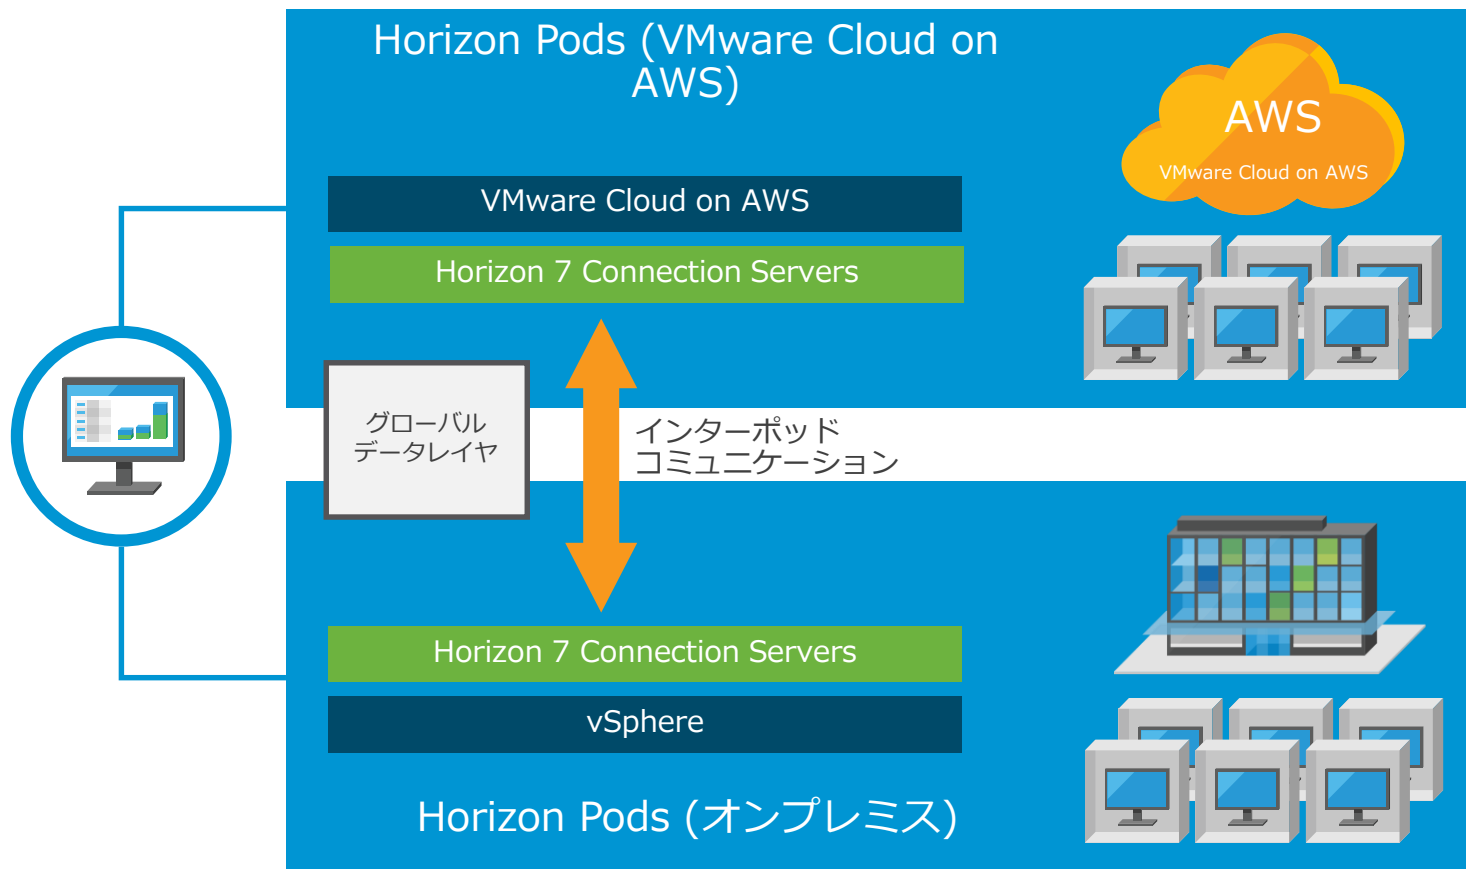 Horizon Pods (VMware Cloud on
AWS)
AWS
VMware Cloud on AWS
VMware Cloud on AWS
Horizon 7 Connection Servers
グローバル
データレイヤ
インターポッド
コミュニケーション
Horizon 7 Connection Servers
vSphere
Horizon Pods (オンプレミス)